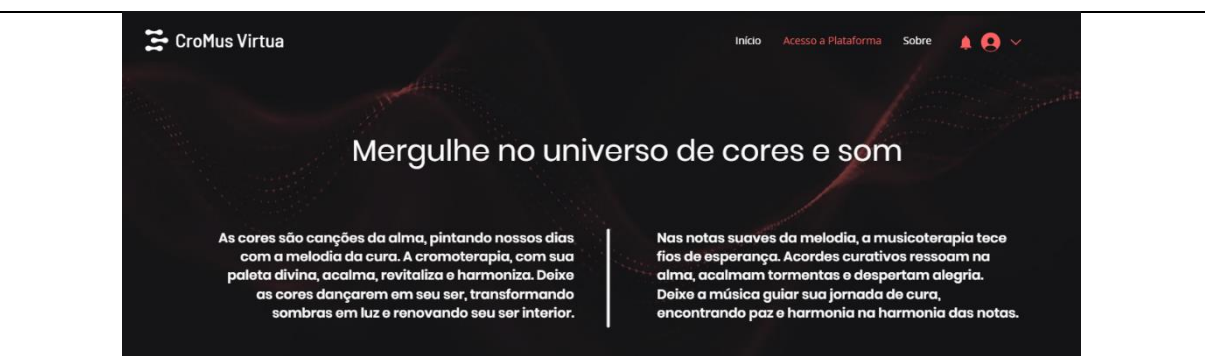 CroMus Virtua
Início Acesso a Plataforma Sobre
Mergulhe no universo de cores e som
As cores são canções da alma, pintando nossos dias
com a melodia da cura. A cromoterapia, com sua
paleta divina, acalma, revitaliza e harmoniza. Deixe
as cores dançarem em seu ser, transformando
sombras em luz e renovando seu ser interior.
Nas notas suaves da melodia, a musicoterapia tece
fios de esperança. Acordes curativos ressoam na
alma, acalmam tormentas e despertam alegria.
Deixe a música guiar sua jornada de cura,
encontrando paz e harmonia na harmonia das notas.